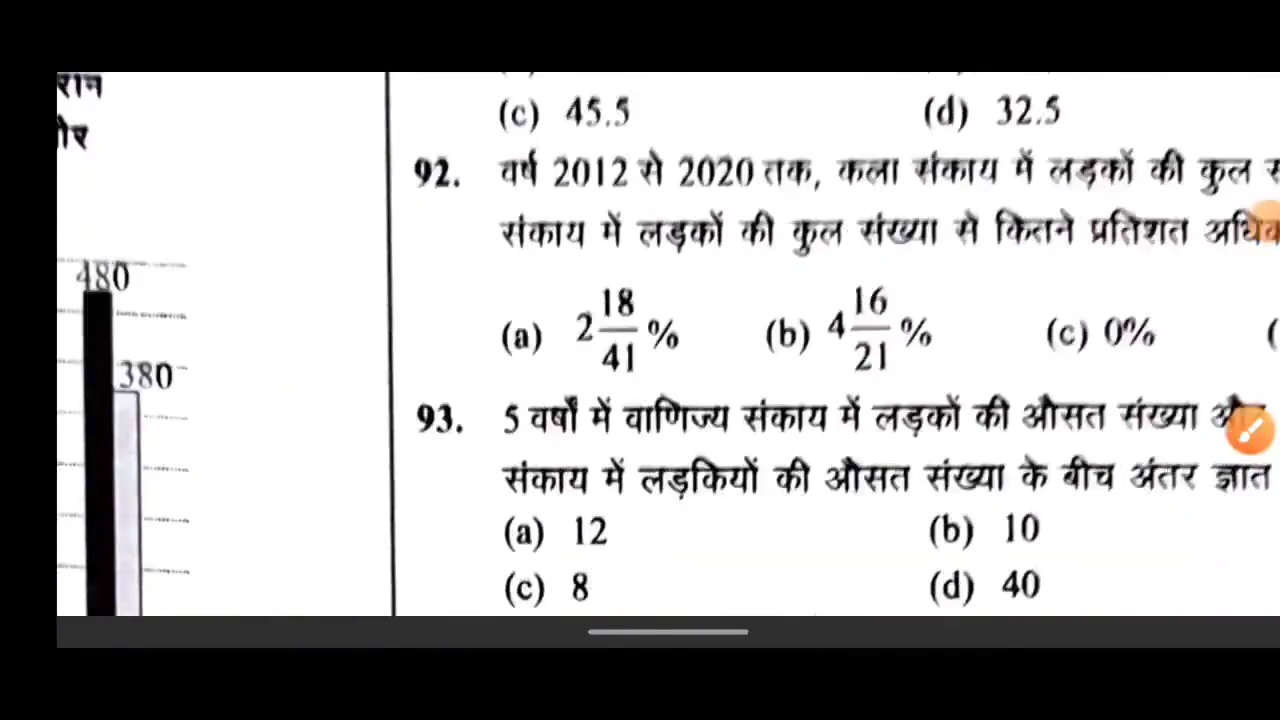 रान
और
480
380
(c) 45.5 (d) 32.5
92. वर्ष 2012 से 2020 तक, कला संकाय में लड़कों की कुल
संकाय में लड़कों की कुल संख्या से कितने प्रतिशत
(a) 2 18/41 % (b) 4 16/21 % (c) 0% (
93. 5 वर्षों में वाणिज्य संकाय में लड़कों की औसत संख्या
संकाय में लड़कियों की औसत संख्या के बीच अंतर ज्ञात
(a) 12 (b) 10
(c) 8 (d) 40